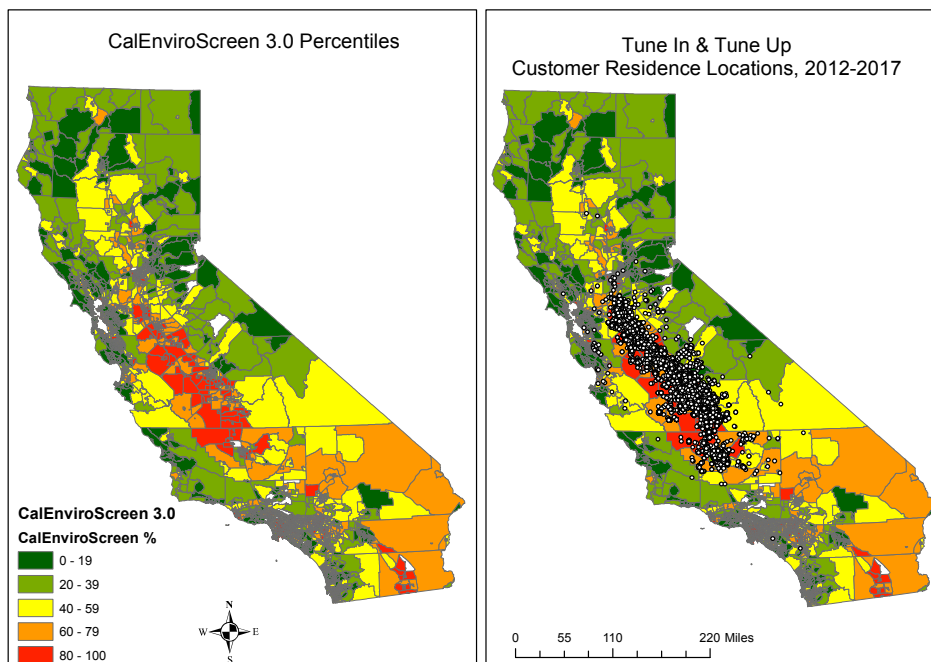 CalEnviroScreen 3.0 Percentiles
CalEnviroScreen 3.0
CalEnviroScreen %
0 - 19
20 - 39
40 - 59
60 - 79
80 - 100
N
W E
S
Tune In & Tune Up
Customer Residence Locations, 2012-2017
0 55 110 220 Miles